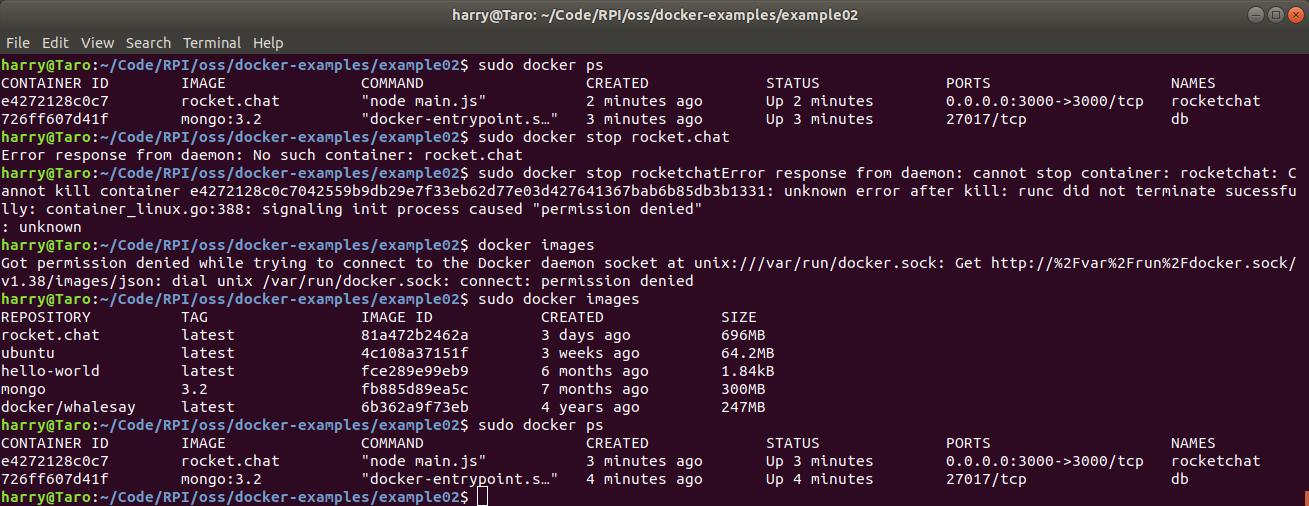 harry@Taro: ~/Code/RPI/oss/docker-examples/example02
File Edit View Search Terminal Help
harry@Taro:~/Code/RPI/oss/docker-examples/example02$ sudo docker ps
CONTAINER ID        IMAGE               COMMAND                  CREATED             STATUS              PORTS                    NAMES
e4272128c0c7        rocket.chat         "node main.js"           2 minutes ago       Up 2 minutes        0.0.0.0:3000->3000/tcp   rocketchat
726ff607d41f        mongo:3.2           "docker-entrypoint.s…"   3 minutes ago       Up 3 minutes        27017/tcp                db
harry@Taro:~/Code/RPI/oss/docker-examples/example02$ sudo docker stop rocket.chat
Error response from daemon: No such container: rocket.chat
harry@Taro:~/Code/RPI/oss/docker-examples/example02$ sudo docker stop rocketchatError response from daemon: cannot stop container: rocketchat: C
annot kill container e4272128c0c7042559b9db29e7f33eb62d77e03d427641367bab6b85db3b1331: unknown error after kill: runc did not terminate sucessfu
lly: container_linux.go:388: signaling init process caused "permission denied"
: unknown
harry@Taro:~/Code/RPI/oss/docker-examples/example02$ docker images
Got permission denied while trying to connect to the Docker daemon socket at unix:///var/run/docker.sock: Get http://%2Fvar%2Frun%2Fdocker.sock/
v1.38/images/json: dial unix /var/run/docker.sock: connect: permission denied
harry@Taro:~/Code/RPI/oss/docker-examples/example02$ sudo docker images
REPOSITORY          TAG                 IMAGE ID            CREATED             SIZE
rocket.chat         latest              81a472b2462a        3 days ago          696MB
ubuntu              latest              4c108a37151f        3 weeks ago         64.2MB
hello-world         latest              fce289e99eb9        6 months ago        1.84kB
mongo               3.2                 fb885d89ea5c        7 months ago        300MB
docker/whalesay     latest              6b362a9f73eb        4 years ago         247MB
harry@Taro:~/Code/RPI/oss/docker-examples/example02$ sudo docker ps
CONTAINER ID        IMAGE               COMMAND                  CREATED             STATUS              PORTS                    NAMES
e4272128c0c7        rocket.chat         "node main.js"           3 minutes ago       Up 3 minutes        0.0.0.0:3000->3000/tcp   rocketchat
726ff607d41f        mongo:3.2           "docker-entrypoint.s…"   4 minutes ago       Up 4 minutes        27017/tcp                db
harry@Taro:~/Code/RPI/oss/docker-examples/example02$